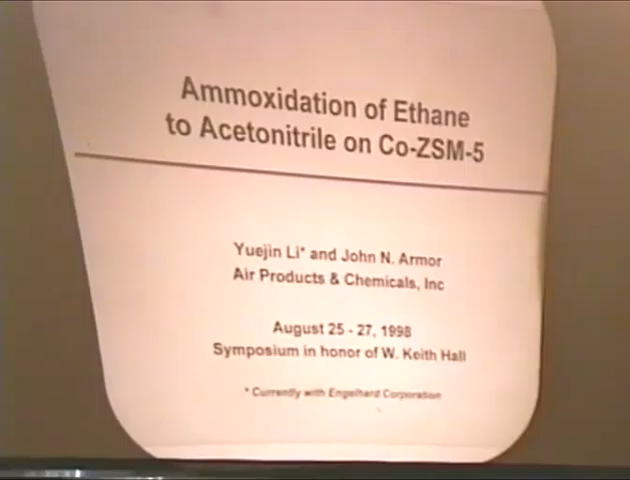 Ammoxidation of Ethane
to Acetonitrile on Co-ZSM-5
Yuejin Li* and John N. Armor
Air Products & Chemicals, Inc
August 25 - 27, 1998
Symposium in honor of W. Keith Hall
* Currently with Engelhard Corporation